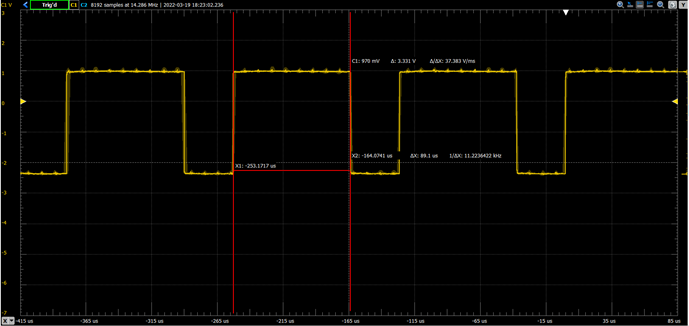 C1 V Trig'd C1 C2 8192 samples at 14.286 MHz | 2022-03-19 18:23:02.236 Y
3
2
1
C1: 970 mV Δ: 3.331 V Δ/ΔX: 37.383 V/ms
0
-1
X2: -164.0741 us ΔX: 89.1 us 1/ΔX: 11.2236422 kHz
-2
X1: -253.1717 us
-3
-4
-5
-6
-7
X -415 us -365 us -315 us -265 us -215 us -165 us -115 us -65 us -15 us 35 us 85 us